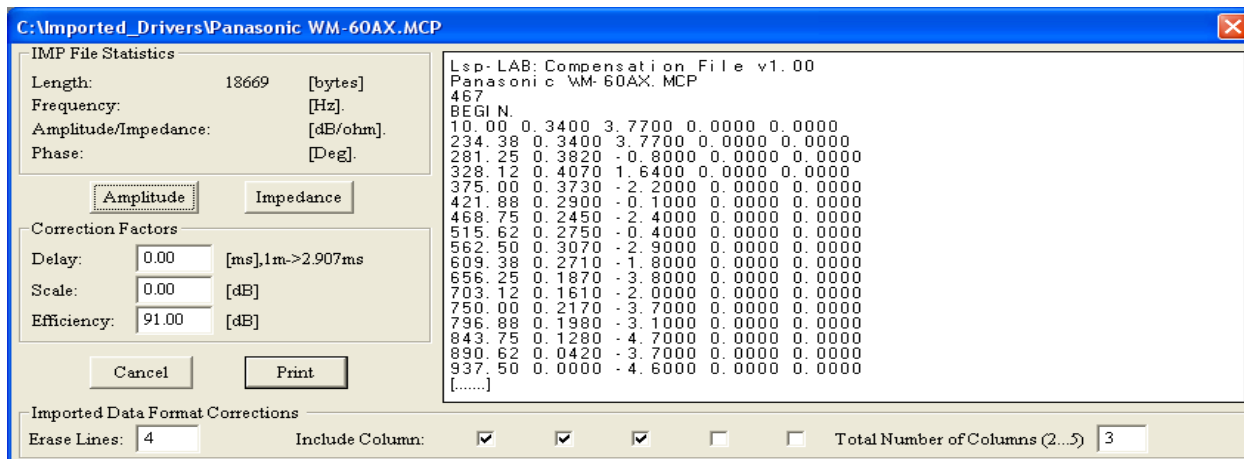 C:\Imported_Drivers\Panasonic WM-60AX.MCP
IMP File Statistics
Length: 18669 [bytes]
Frequency: [Hz].
Amplitude/Impedance: [dB/ohm].
Phase: [Deg].
Amplitude Impedance
Correction Factors
Delay: 0.00 [ms],1m->2.907ms
Scale: 0.00 [dB]
Efficiency: 91.00 [dB]
Cancel Print
Lsp-LAB: Compensation File v1.00
Panasonic WM-60AX.MCP
467
BEGIN.
10.00 0.3400 3.7700 0.0000 0.0000
234.38 0.3400 3.7700 0.0000 0.0000
281.25 0.3820 -0.8000 0.0000 0.0000
328.12 0.4070 1.6400 0.0000 0.0000
375.00 0.3730 -2.2000 0.0000 0.0000
421.88 0.2900 -0.1000 0.0000 0.0000
468.75 0.2450 -2.4000 0.0000 0.0000
515.62 0.2750 -0.4000 0.0000 0.0000
562.50 0.3070 -2.9000 0.0000 0.0000
609.38 0.2710 -1.8000 0.0000 0.0000
656.25 0.1870 -3.8000 0.0000 0.0000
703.12 0.1610 -2.0000 0.0000 0.0000
750.00 0.2170 -3.7000 0.0000 0.0000
796.88 0.1980 -3.1000 0.0000 0.0000
843.75 0.1280 -4.7000 0.0000 0.0000
890.62 0.0420 -3.7000 0.0000 0.0000
937.50 0.0000 -4.6000 0.0000 0.0000
[.......]
Imported Data Format Corrections
Erase Lines: 4 Include Column: Total Number of Columns (2...5) 3